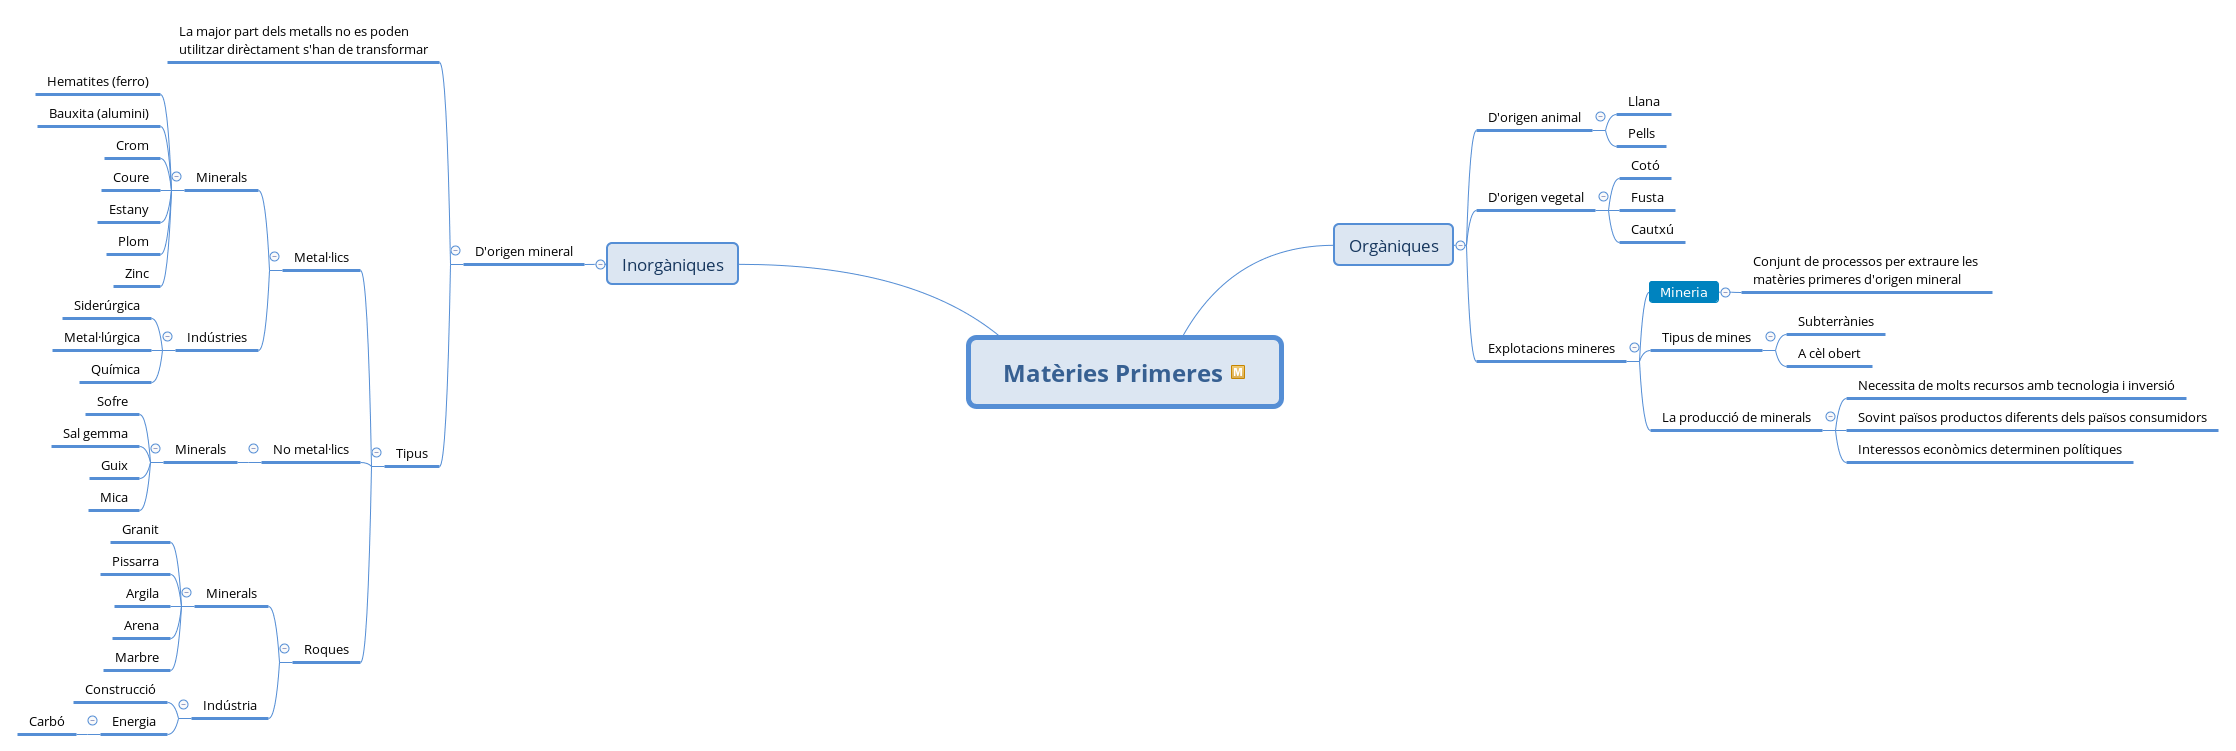 Matèries Primeres
Orgàniques
D'origen animal
Llana
Pells
D'origen vegetal
Cotó
Fusta
Cautxú
Explotacions mineres
Mineria
Conjunt de processos per extraure les
matèries primeres d'origen mineral
Tipus de mines
Subterrànies
A cèl obert
La producció de minerals
Necessita de molts recursos amb tecnologia i inversió
Sovint països productos diferents dels països consumidors
Interessos econòmics determinen polítiques
Inorgàniques
D'origen mineral
La major part dels metalls no es poden
utilitzar dirèctament s'han de transformar
Tipus
Metal·lics
Minerals
Hematites (ferro)
Bauxita (alumini)
Crom
Coure
Estany
Plom
Zinc
Indústries
Siderúrgica
Metal·lúrgica
Química
No metal·lics
Minerals
Sofre
Sal gemma
Guix
Mica
Roques
Minerals
Granit
Pissarra
Argila
Arena
Marbre
Indústria
Construcció
Energia
Carbó
M